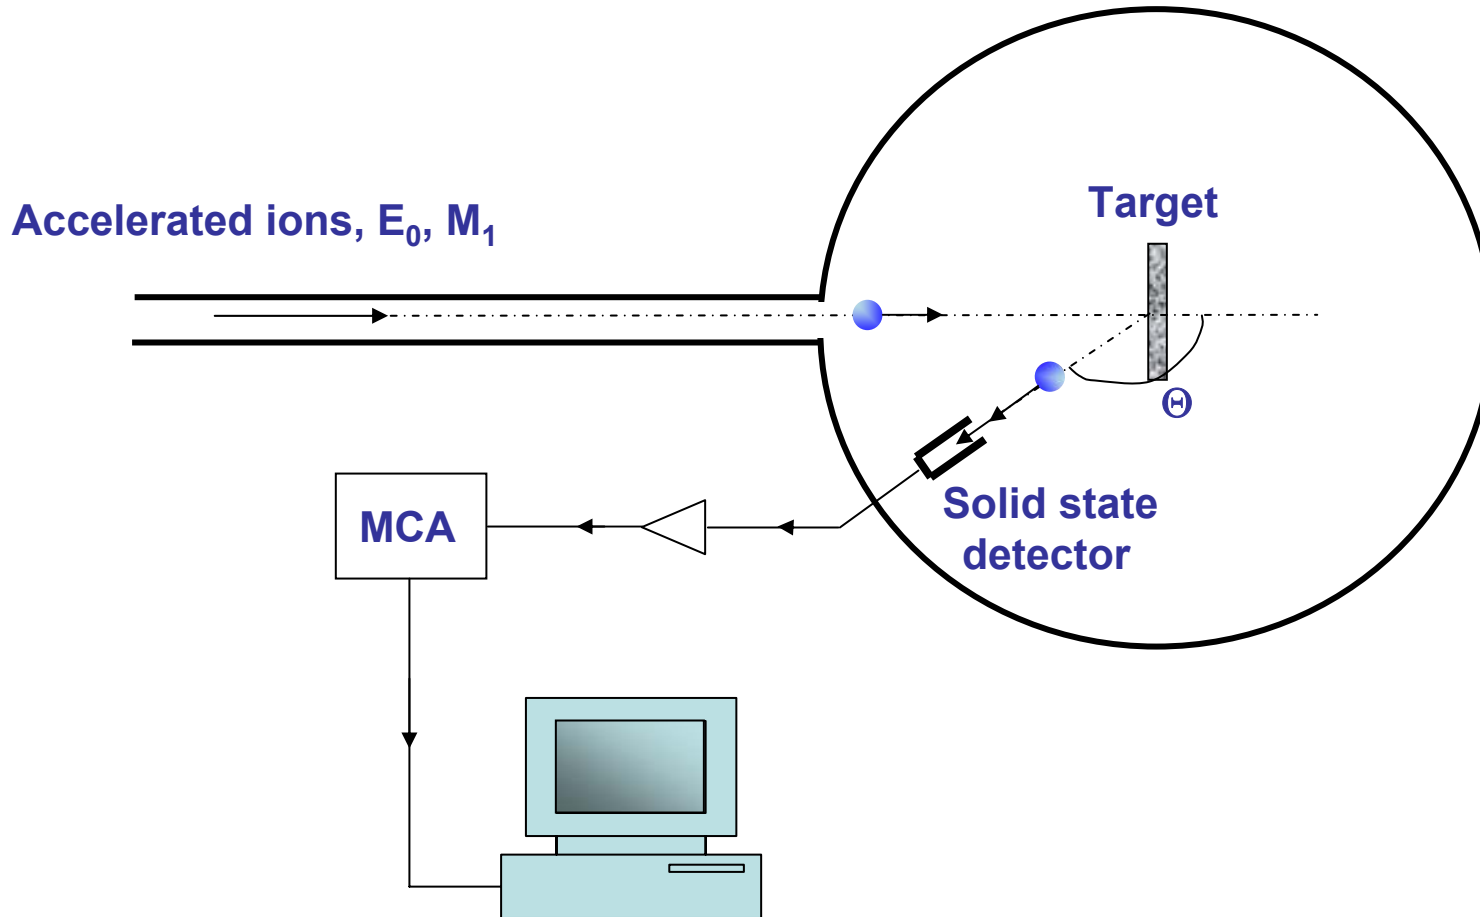 Accelerated ions, E₀, M₁
Target
Θ
Solid state
detector
MCA